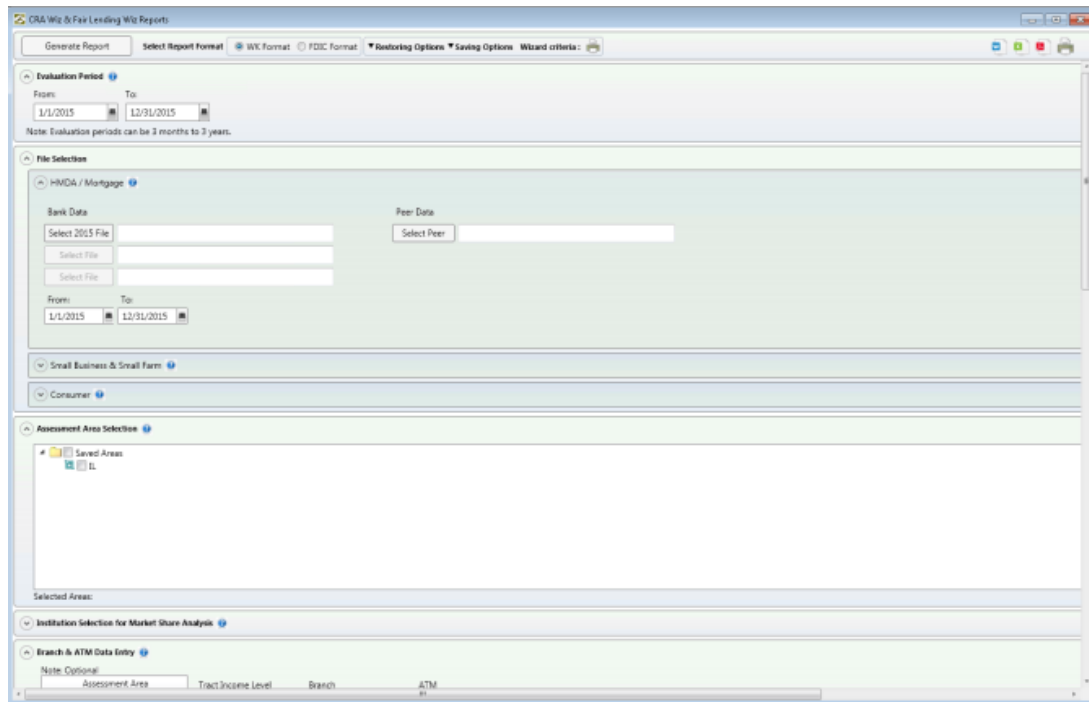 CRA Wiz & Fair Lending Wiz Reports
Generate Report Select Report Format WK Format FDIC Format ▼Restoring Options ▼Saving Options Wizard criteria:
Evaluation Period
From: To:
1/1/2015 12/31/2015
Note: Evaluation periods can be 3 months to 3 years.
File Selection
HMDA / Mortgage
Bank Data Peer Data
Select 2015 File Select Peer
Select File
Select File
From: To:
1/1/2015 12/31/2015
Small Business & Small Farm
Consumer
Assessment Area Selection
Saved Areas
IL
Selected Areas:
Institution Selection for Market Share Analysis
Branch & ATM Data Entry
Note: Optional
Assessment Area Tract Income Level Branch ATM